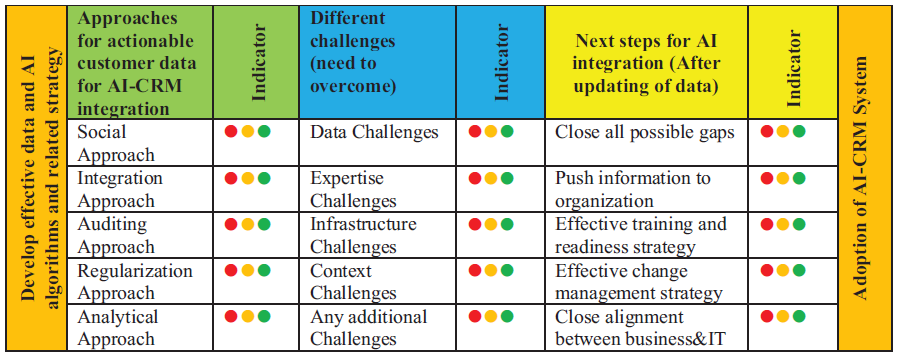 Develop effective data and AI
algorithms and related strategy
Approaches
for actionable
customer data
for AI-CRM
integration
Indicator
Different
challenges
(need to
overcome)
Indicator
Next steps for AI
integration (After
updating of data)
Indicator
Adoption of AI-CRM System
Social
Approach
Data Challenges
Close all possible gaps
Integration
Approach
Expertise
Challenges
Push information to
organization
Auditing
Approach
Infrastructure
Challenges
Effective training and
readiness strategy
Regularization
Approach
Context
Challenges
Effective change
management strategy
Analytical
Approach
Any additional
Challenges
Close alignment
between business&IT